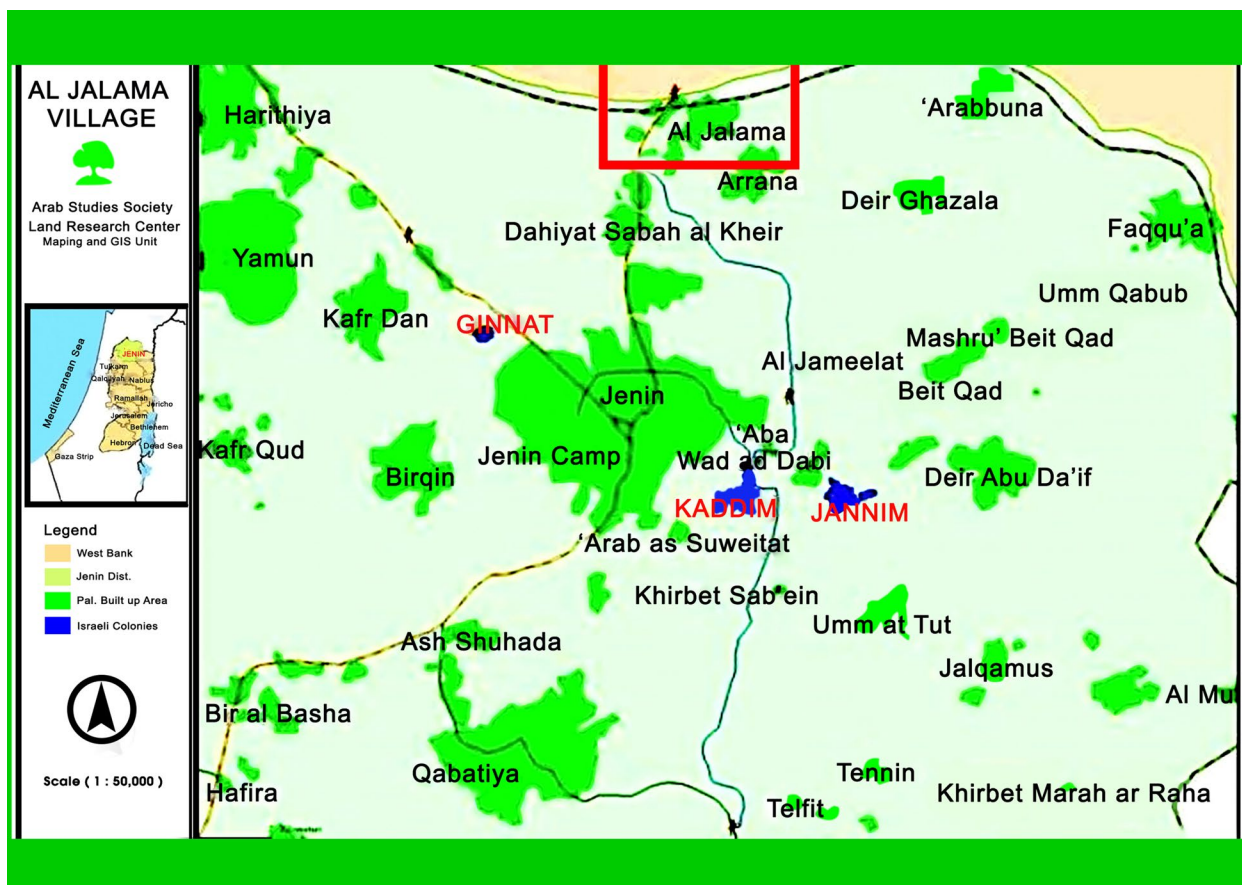 AL JALAMA
VILLAGE
Arab Studies Society
Land Research Center
Maping and GIS Unit
Mediterranean Sea
JENIN
Tulkarm
Qalqilyah
Nablus
Ramallah
Jericho
Jerusalem
Bethlehem
Hebron
Dead Sea
Gaza Strip
Legend
West Bank
Jenin Dist.
Pal. Built up Area
Israeli Colonies
Scale ( 1 : 50,000 )
Harithiya
Al Jalama
‘Arabbuna
Arrana
Deir Ghazala
Dahiyat Sabah al Kheir
Faqqu’a
Yamun
Umm Qabub
Kafr Dan
GINNAT
Mashru’ Beit Qad
Al Jameelat
Jenin
Beit Qad
‘Aba
Kafr Qud
Jenin Camp
Wad ad Dabi
Birqin
Deir Abu Da’if
KADDIM
JANNIM
‘Arab as Suweitat
Khirbet Sab’ein
Umm at Tut
Ash Shuhada
Jalqamus
Al Mu
Bir al Basha
Qabatiya
Tennin
Hafira
Telfit
Khirbet Marah ar Raha